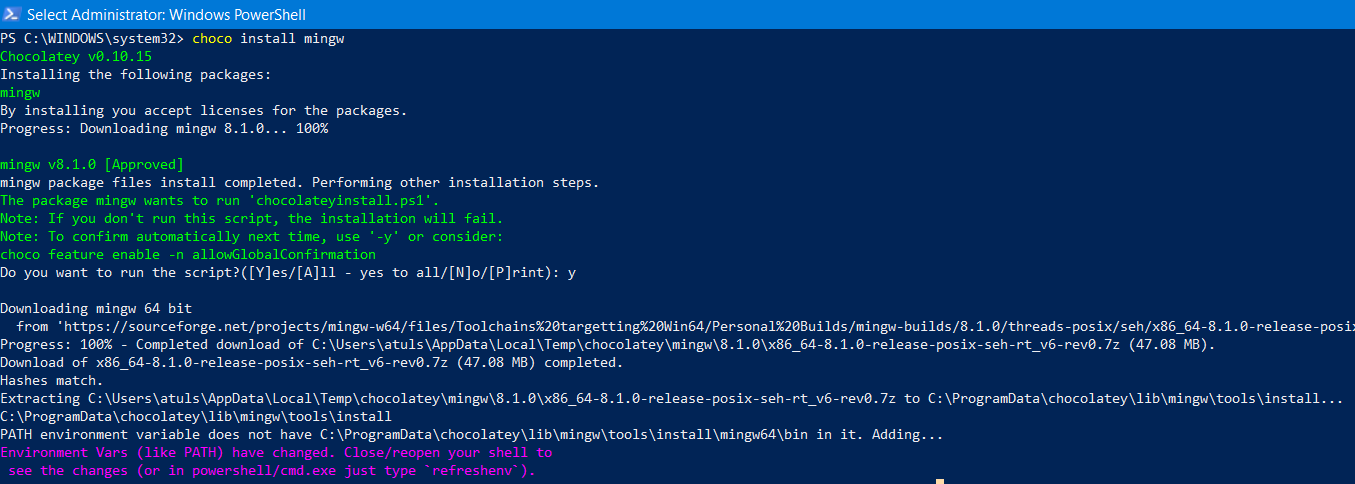 Select Administrator: Windows PowerShell
PS C:\WINDOWS\system32> choco install mingw
Chocolatey v0.10.15
Installing the following packages:
mingw
By installing you accept licenses for the packages.
Progress: Downloading mingw 8.1.0... 100%
mingw v8.1.0 [Approved]
mingw package files install completed. Performing other installation steps.
The package mingw wants to run 'chocolateyinstall.ps1'.
Note: If you don't run this script, the installation will fail.
Note: To confirm automatically next time, use '-y' or consider:
choco feature enable -n allowGlobalConfirmation
Do you want to run the script?([Y]es/[A]ll - yes to all/[N]o/[P]rint): y
Downloading mingw 64 bit
from 'https://sourceforge.net/projects/mingw-w64/files/Toolchains%20targetting%20Win64/Personal%20Builds/mingw-builds/8.1.0/threads-posix/seh/x86_64-8.1.0-release-posix
Progress: 100% - Completed download of C:\Users\atuls\AppData\Local\Temp\chocolatey\mingw\8.1.0\x86_64-8.1.0-release-posix-seh-rt_v6-rev0.7z (47.08 MB).
Download of x86_64-8.1.0-release-posix-seh-rt_v6-rev0.7z (47.08 MB) completed.
Hashes match.
Extracting C:\Users\atuls\AppData\Local\Temp\chocolatey\mingw\8.1.0\x86_64-8.1.0-release-posix-seh-rt_v6-rev0.7z to C:\ProgramData\chocolatey\lib\mingw\tools\install...
C:\ProgramData\chocolatey\lib\mingw\tools\install
PATH environment variable does not have C:\ProgramData\chocolatey\lib\mingw\tools\install\mingw64\bin in it. Adding...
Environment Vars (like PATH) have changed. Close/reopen your shell to
see the changes (or in powershell/cmd.exe just type `refreshenv`).